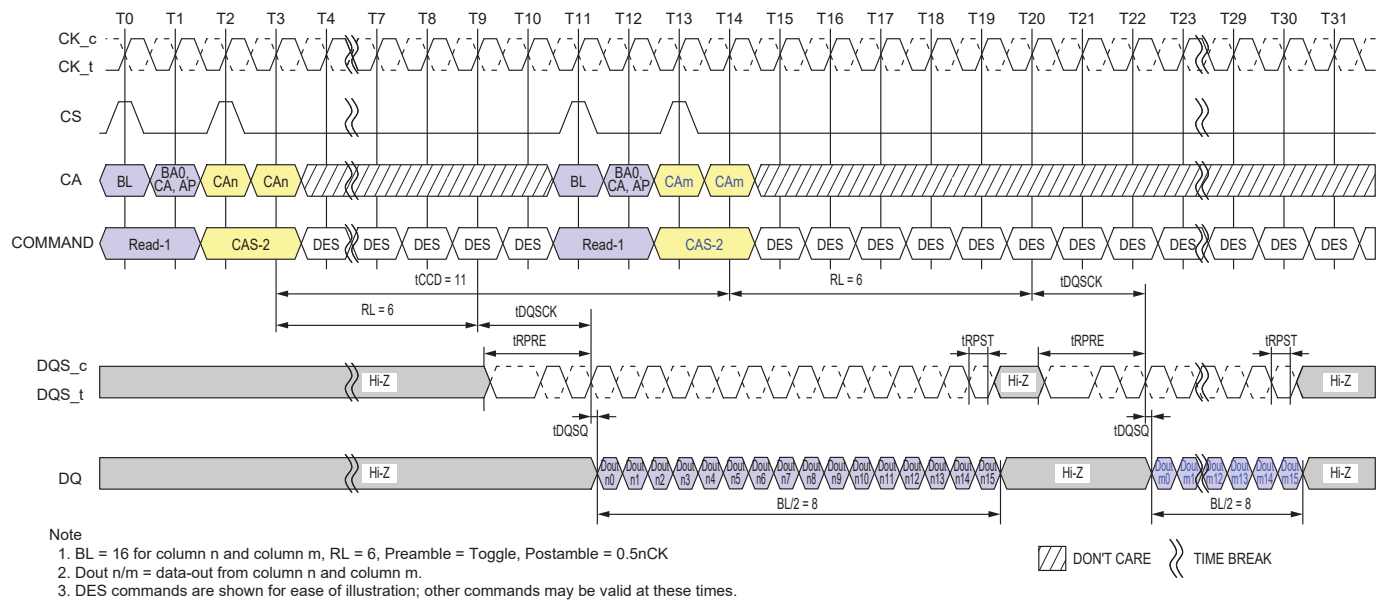 T0 T1 T2 T3 T4 T7 T8 T9 T10 T11 T12 T13 T14 T15 T16 T17 T18 T19 T20 T21 T22 T23 T29 T30 T31
CK_c
CK_t
CS
CA BL BA0, CA, AP CAn CAn BL BA0, CA, AP CAm CAm
COMMAND Read-1 CAS-2 DES DES DES DES DES Read-1 CAS-2 DES DES DES DES DES DES DES DES DES DES DES DES
tCCD = 11 RL = 6 tDQSCK
RL = 6 tDQSCK
tRPRE tRPST tRPRE tRPST
DQS_c
DQS_t
Hi-Z Hi-Z Hi-Z
tDQSQ tDQSQ
DQ Hi-Z Dout n0 Dout n1 Dout n2 Dout n3 Dout n4 Dout n5 Dout n6 Dout n7 Dout n8 Dout n9 Dout n10 Dout n11 Dout n12 Dout n13 Dout n14 Dout n15 Hi-Z Dout m0 Dout m1 Dout m12 Dout m13 Dout m14 Dout m15 Hi-Z
BL/2 = 8 BL/2 = 8
Note
1. BL = 16 for column n and column m, RL = 6, Preamble = Toggle, Postamble = 0.5nCK
2. Dout n/m = data-out from column n and column m.
3. DES commands are shown for ease of illustration; other commands may be valid at these times.
DON'T CARE TIME BREAK